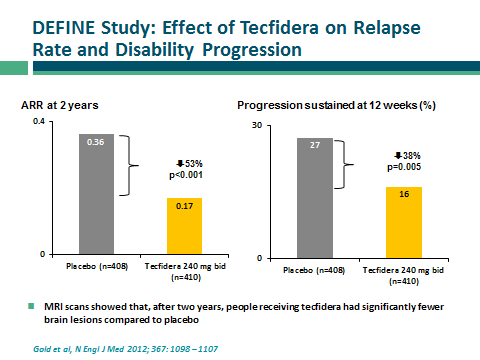 DEFINE Study: Effect of Tecfidera on Relapse
Rate and Disability Progression
ARR at 2 years
0.4
0.36
🡇53%
p<0.001
0.17
0
Placebo (n=408)
Tecfidera 240 mg bid
(n=410)
Progression sustained at 12 weeks (%)
30
27
🡇38%
p=0.005
16
0
Placebo (n=408)
Tecfidera 240 mg bid
(n=410)
MRI scans showed that, after two years, people receiving tecfidera had significantly fewer
brain lesions compared to placebo
Gold et al, N Engl J Med 2012; 367: 1098 – 1107